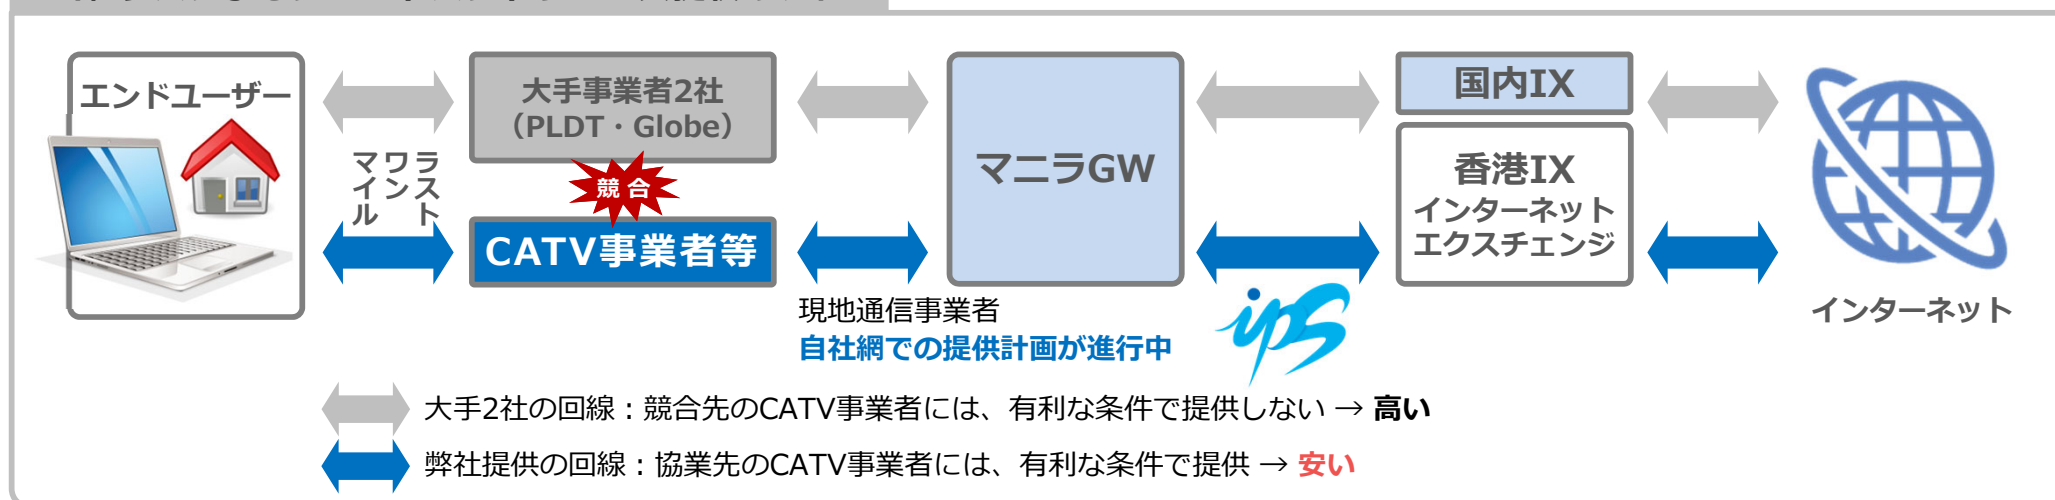 エンドユーザー
大手事業者2社
（PLDT・Globe）
ラスト
ワン
マイル
競合
CATV事業者等
マニラGW
国内IX
香港IX
インターネット
エクスチェンジ
インターネット
現地通信事業者
自社網での提供計画が進行中
ips
大手2社の回線：競合先のCATV事業者には、有利な条件で提供しない → 高い
弊社提供の回線：協業先のCATV事業者には、有利な条件で提供 → 安い